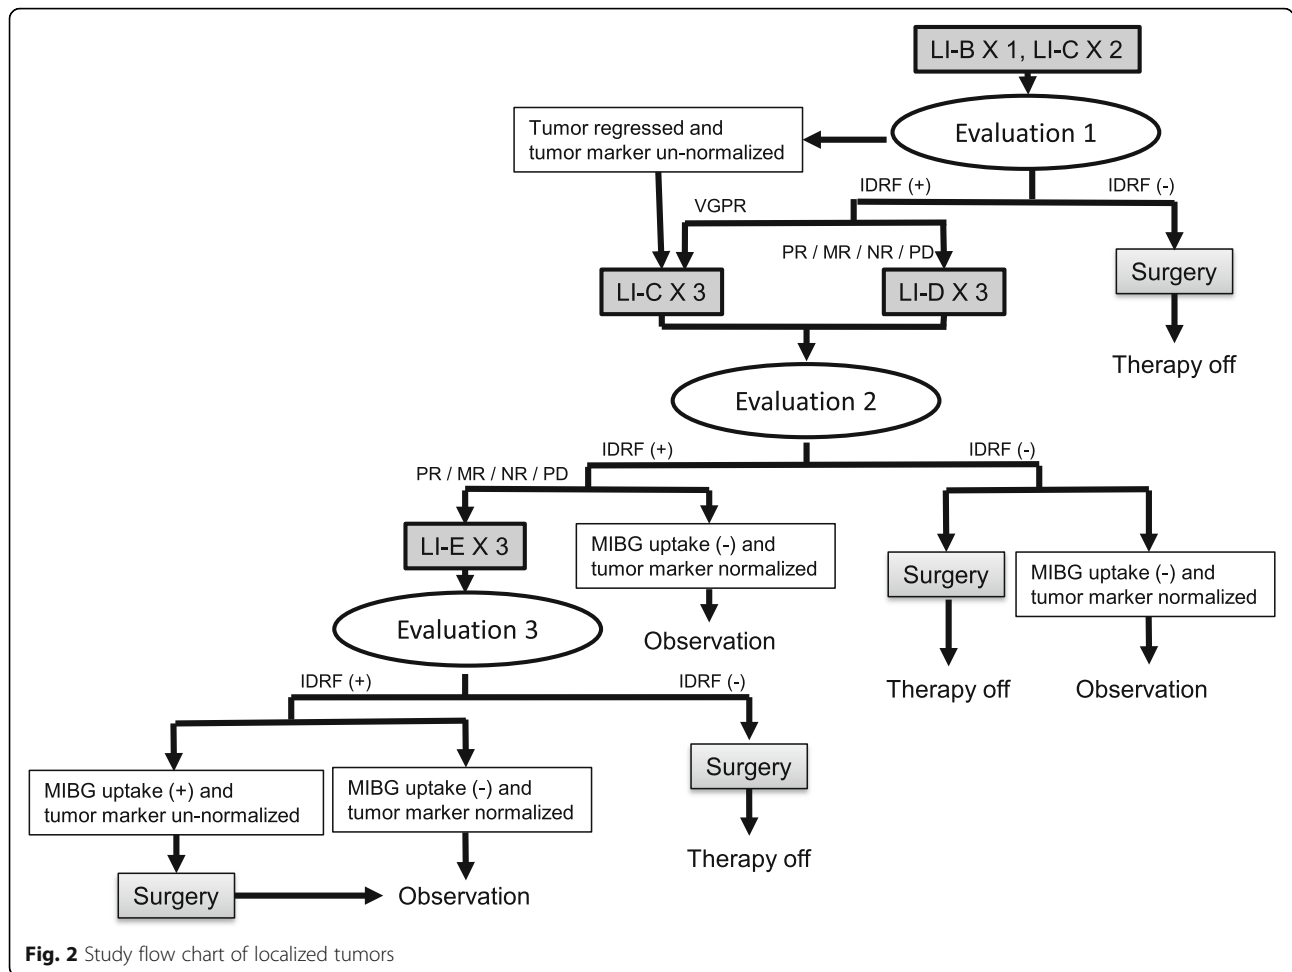 LI-B X 1, LI-C X 2
Evaluation 1
Tumor regressed and
tumor marker un-normalized
IDRF (+)
IDRF (-)
VGPR
PR / MR / NR / PD
Surgery
LI-C X 3
LI-D X 3
Therapy off
Evaluation 2
IDRF (+)
IDRF (-)
PR / MR / NR / PD
LI-E X 3
MIBG uptake (-) and
tumor marker normalized
Surgery
MIBG uptake (-) and
tumor marker normalized
Evaluation 3
Observation
Therapy off
Observation
IDRF (+)
IDRF (-)
MIBG uptake (+) and
tumor marker un-normalized
MIBG uptake (-) and
tumor marker normalized
Surgery
Therapy off
Surgery
Observation
Fig. 2 Study flow chart of localized tumors